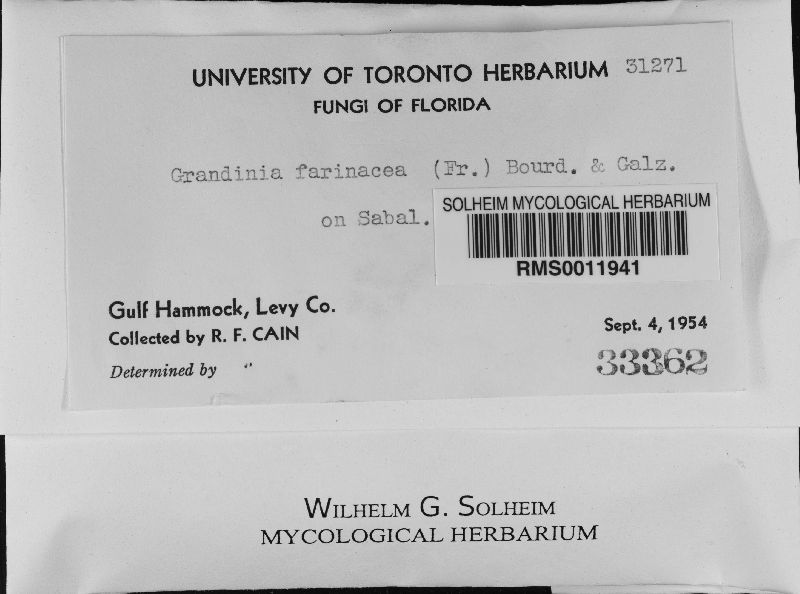 UNIVERSITY OF TORONTO HERBARIUM 31271
FUNGI OF FLORIDA
Grandinia farinacea (Fr.) Bourd. & Galz.
on Sabal.
SOLHEIM MYCOLOGICAL HERBARIUM
RMS0011941
Gulf Hammock, Levy Co.
Collected by R. F. CAIN
Sept. 4, 1954
Determined by "
33362
WILHELM G. SOLHEIM
MYCOLOGICAL HERBARIUM